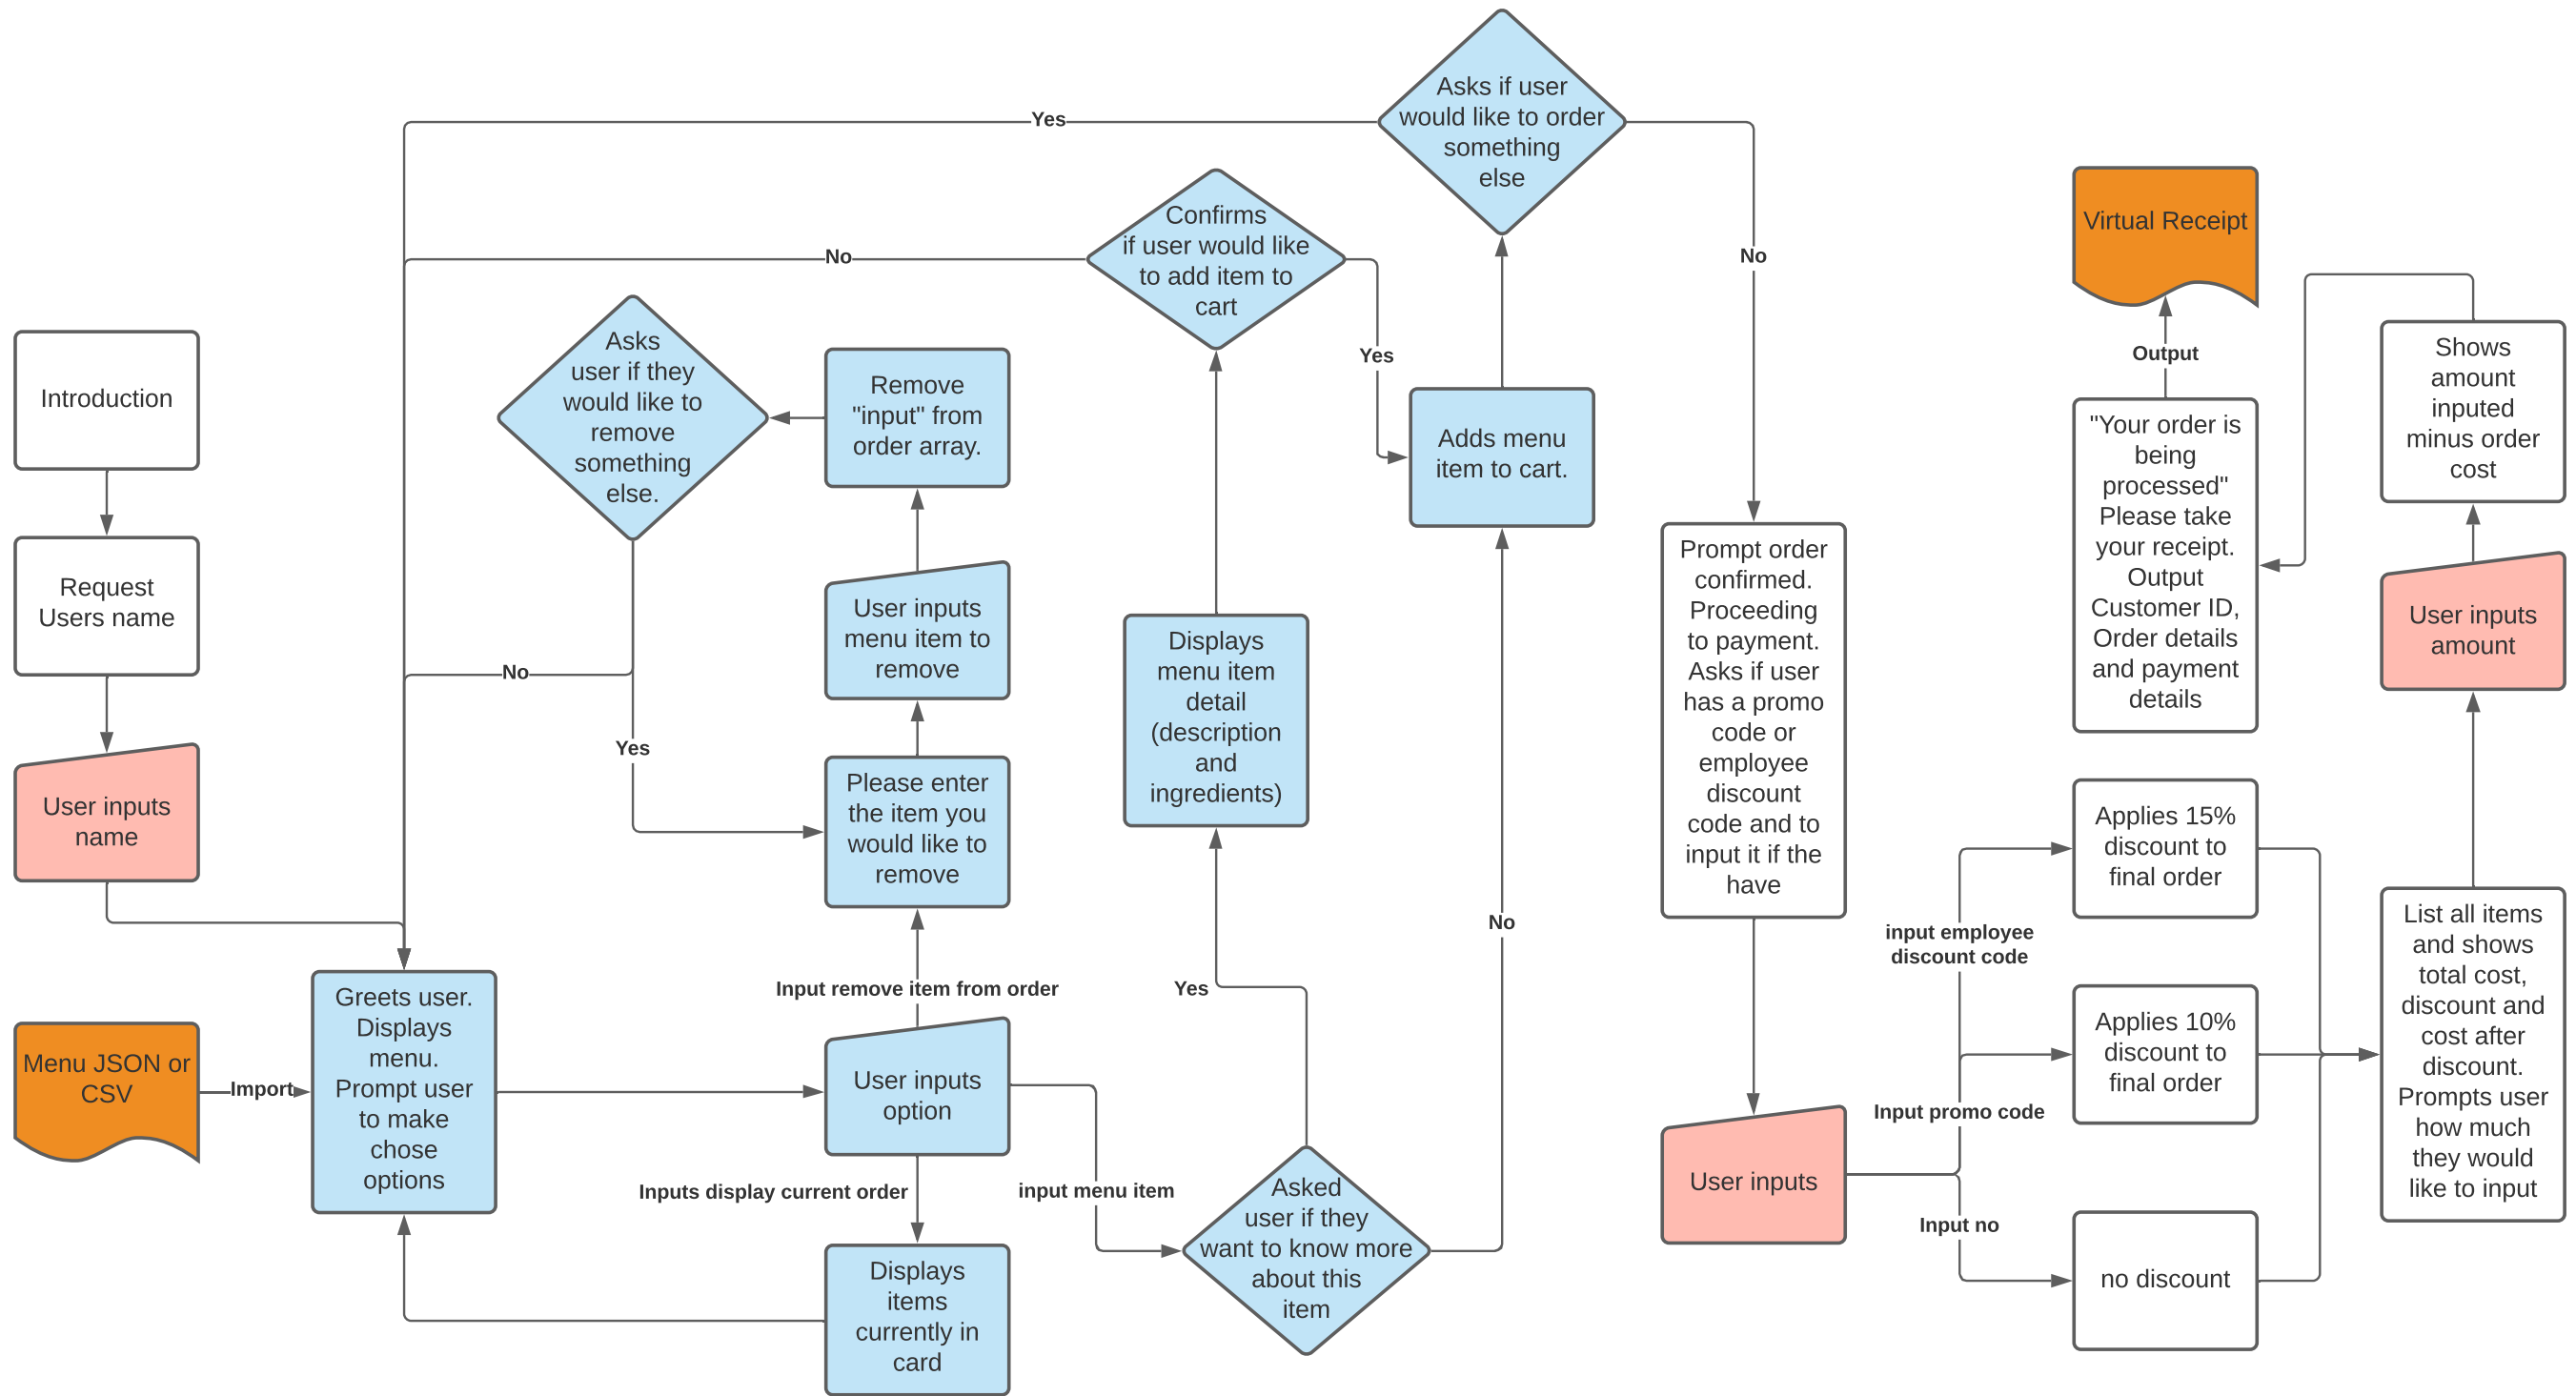 Introduction
Request
Users name
User inputs
name
Menu JSON or
CSV
Import
Greets user.
Displays
menu.
Prompt user
to make
chose
options
User inputs
option
Inputs display current order
Displays
items
currently in
card
Input remove item from order
Please enter
the item you
would like to
remove
User inputs
menu item to
remove
Remove
"input" from
order array.
Asks
user if they
would like to
remove
something
else.
No
Yes
input menu item
Asked
user if they
want to know more
about this
item
Yes
No
Displays
menu item
detail
(description
and
ingredients)
Confirms
if user would like
to add item to
cart
No
Yes
Adds menu
item to cart.
Asks if user
would like to order
something
else
Yes
No
Prompt order
confirmed.
Proceeding
to payment.
Asks if user
has a promo
code or
employee
discount
code and to
input it if the
have
User inputs
input employee
discount code
Input promo code
Input no
Applies 15%
discount to
final order
Applies 10%
discount to
final order
no discount
List all items
and shows
total cost,
discount and
cost after
discount.
Prompts user
how much
they would
like to input
User inputs
amount
Shows
amount
inputed
minus order
cost
"Your order is
being
processed"
Please take
your receipt.
Output
Customer ID,
Order details
and payment
details
Output
Virtual Receipt